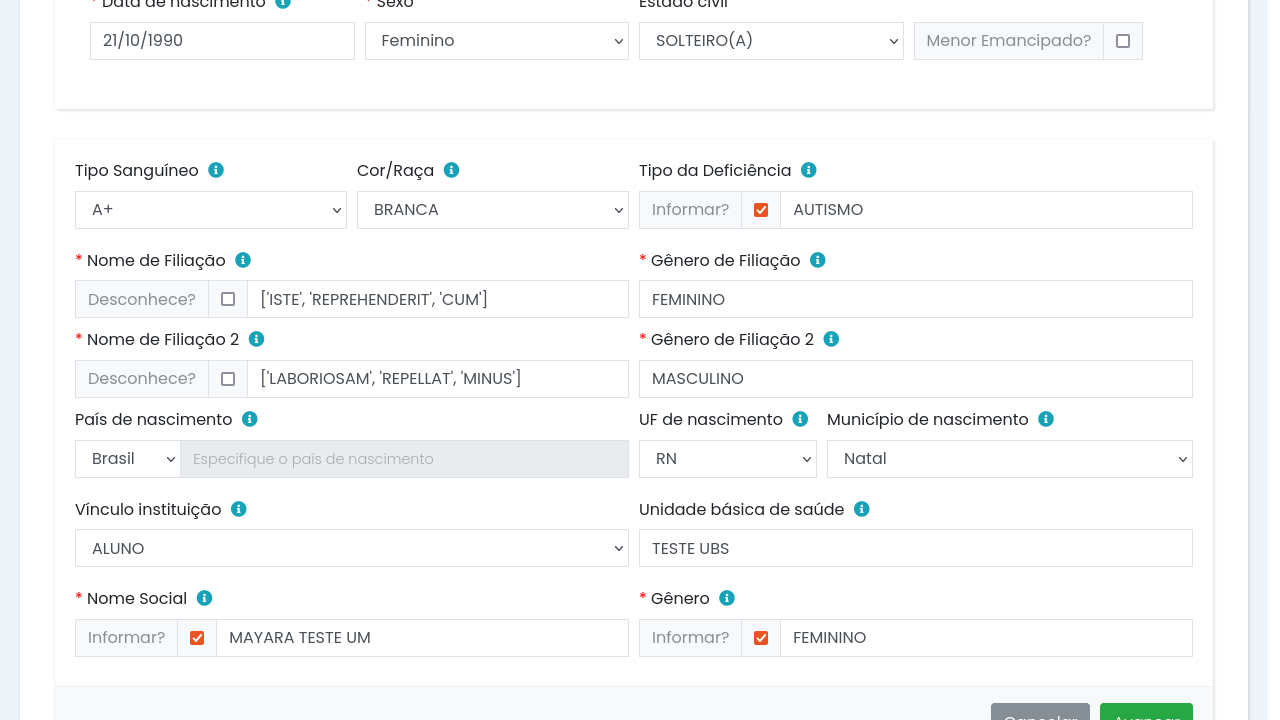 * Data de nascimento * Sexo Estado civil
21/10/1990 Feminino SOLTEIRO(A) Menor Emancipado?
Tipo Sanguíneo Cor/Raça Tipo da Deficiência
A+ BRANCA Informar? AUTISMO
* Nome de Filiação * Gênero de Filiação
Desconhece? ['ISTE', 'REPREHENDERIT', 'CUM'] FEMININO
* Nome de Filiação 2 * Gênero de Filiação 2
Desconhece? ['LABORIOSAM', 'REPELLAT', 'MINUS'] MASCULINO
País de nascimento UF de nascimento Município de nascimento
Brasil Especifique o país de nascimento RN Natal
Vínculo instituição Unidade básica de saúde
ALUNO TESTE UBS
* Nome Social * Gênero
Informar? MAYARA TESTE UM Informar? FEMININO
Cancelar Avançar